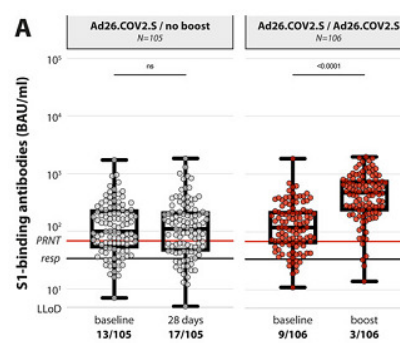 A
Ad26.COV2.S / no boost
N=105
Ad26.COV2.S / Ad26.COV2.S
N=106
ns
<0.0001
S1-binding antibodies (BAU/ml)
10⁵
10⁴
10³
10²
PRNT
resp
10¹
LLoD
baseline
28 days
baseline
boost
13/105
17/105
9/106
3/106